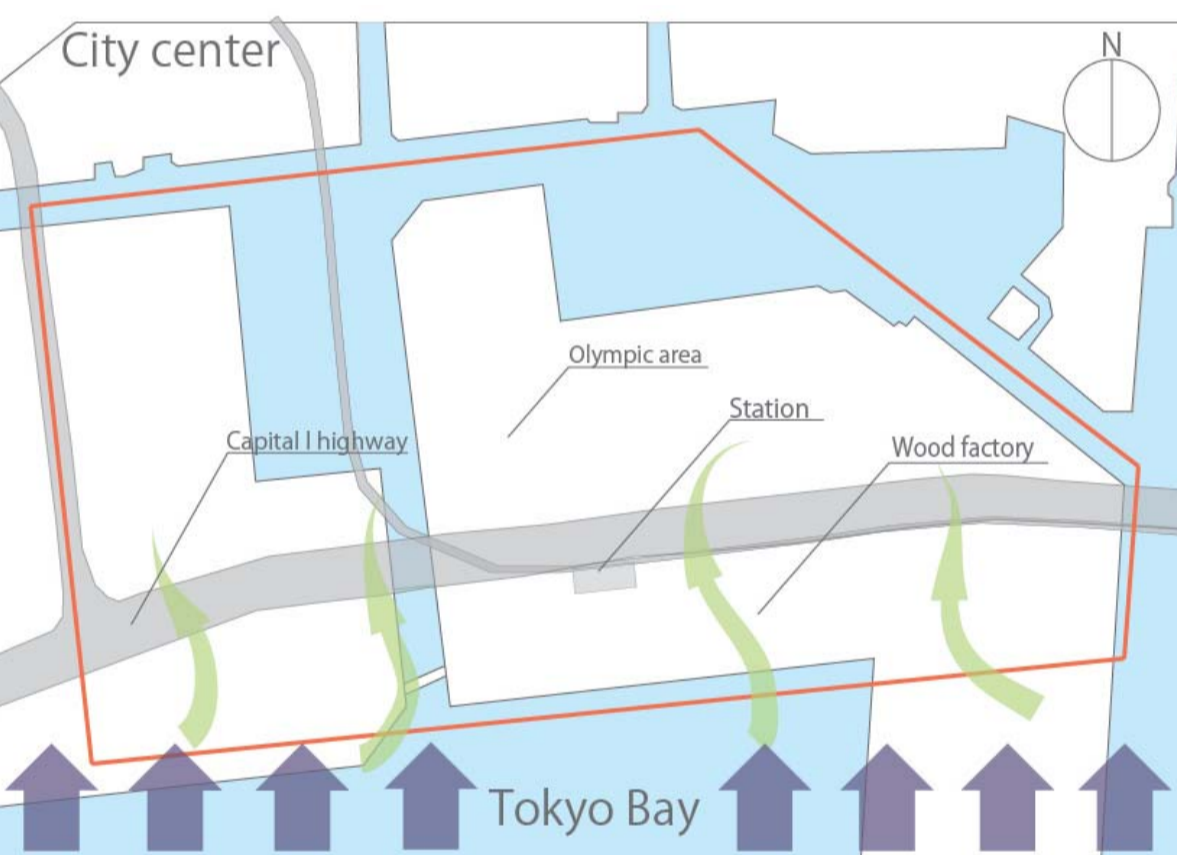 City center
N
Olympic area
Station
Capital I highway
Wood factory
Tokyo Bay